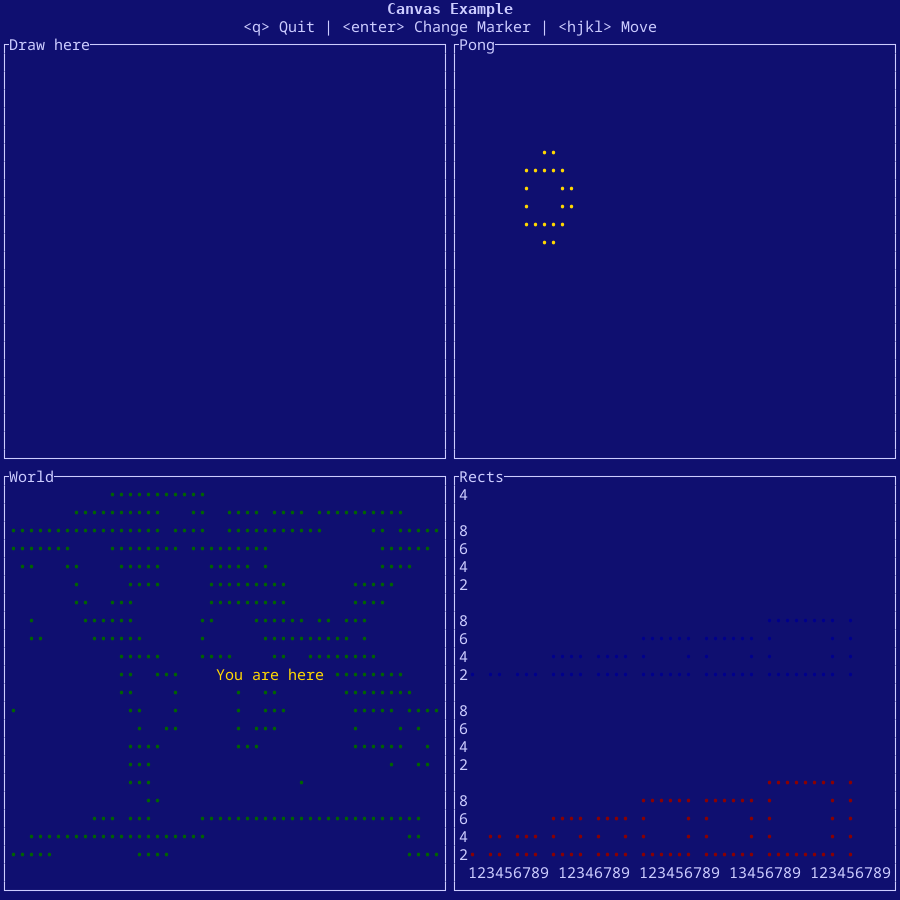 Canvas Example
<q> Quit | <enter> Change Marker | <hjkl> Move
Draw here
Pong
World
You are here
Rects
4
8
6
4
2
8
6
4
2
8
6
4
2
8
6
4
2
123456789 12346789 123456789 13456789 123456789